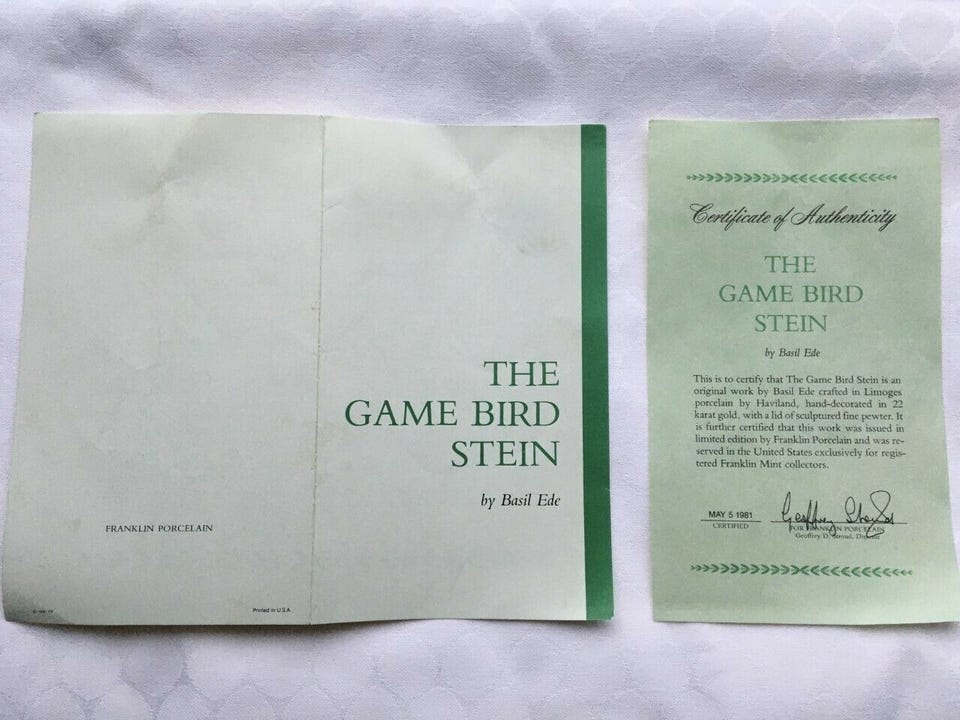 THE
GAME BIRD
STEIN
by Basil Ede
FRANKLIN PORCELAIN
Printed in U.S.A.
Certificate of Authenticity
THE
GAME BIRD
STEIN
by Basil Ede
This is to certify that The Game Bird Stein is an
original work by Basil Ede crafted in Limoges
porcelain by Haviland, hand-decorated in 22
karat gold, with a lid of sculptured fine pewter. It
is further certified that this work was issued in
limited edition by Franklin Porcelain and was re-
served in the United States exclusively for regis-
tered Franklin Mint collectors.
MAY 5 1981
CERTIFIED
FOR FRANKLIN PORCELAIN
Geoffrey D. Stroud, Director